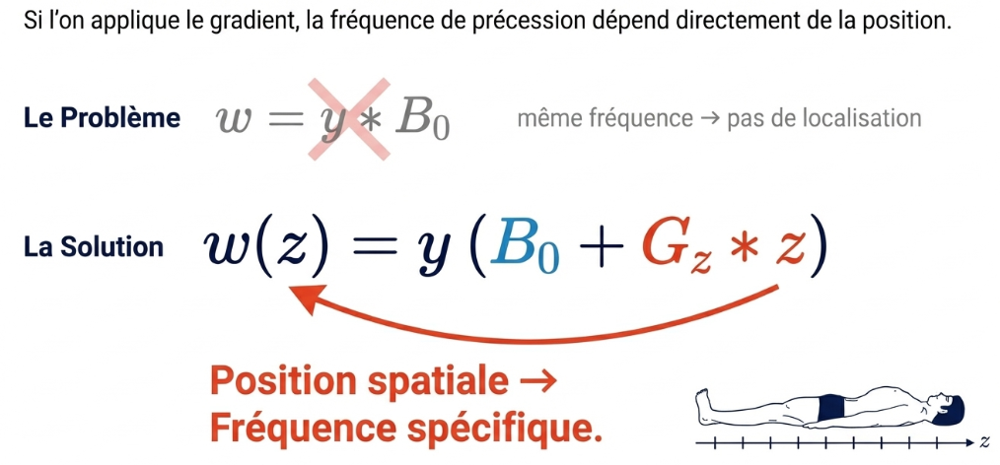 Si l'on applique le gradient, la fréquence de précession dépend directement de la position.
Le Problème w = y * B₀ même fréquence → pas de localisation
La Solution w(z) = y (B₀ + G_z * z)
Position spatiale →
Fréquence spécifique.
z